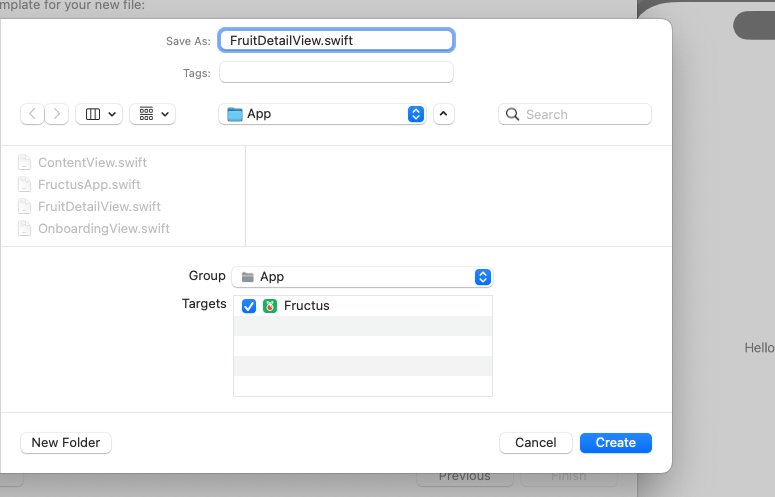 mplate for your new file:
Save As: FruitDetailView.swift
Tags:
App
Search
ContentView.swift
FructusApp.swift
FruitDetailView.swift
OnboardingView.swift
Group App
Targets Fructus
Hello
New Folder Cancel Create
Previous Finish